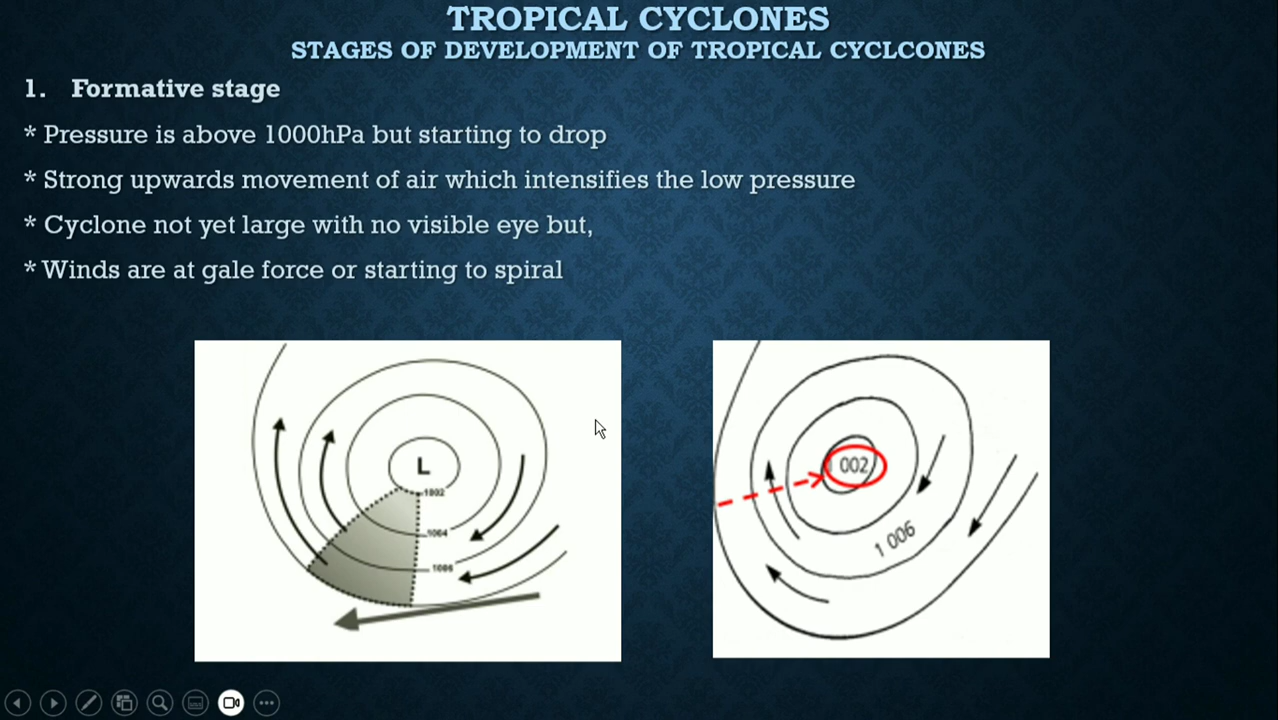 TROPICAL CYCLONES
STAGES OF DEVELOPMENT OF TROPICAL CYCLCONES
1. Formative stage
* Pressure is above 1000hPa but starting to drop
* Strong upwards movement of air which intensifies the low pressure
* Cyclone not yet large with no visible eye but,
* Winds are at gale force or starting to spiral
L
1002
1004
1006
002
1 006